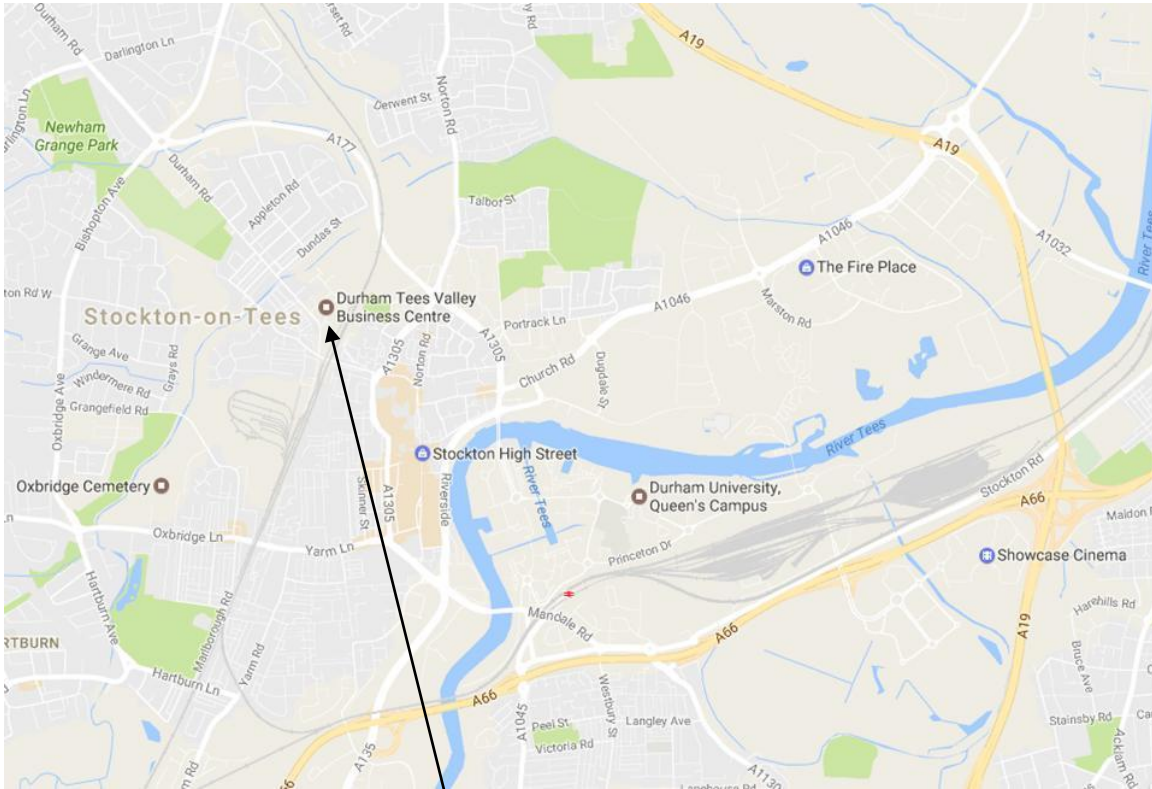 Durham Rd
Darlington Ln
Norton Rd
A19
Cerwent St
Newham
Grange Park
A177
Durham Rd
A19
Bishopton Ave
Appleton Rd
Talbot St
Dundas St
A1046
A1032
River Tees
The Fire Place
Durham Tees Valley
Business Centre
Stockton-on-Tees
A1046
Marston Rd
Portrack Ln
A1305
Grays Rd
Grange Ave
A1305
Norton Rd
Church Rd
Dugdale St
Windermere Rd
Grangefield Rd
Oxbridge Ave
River Tees
Stockton High Street
Stockton Rd
Oxbridge Cemetery
Skinner St
A1305
Riverside
River Tees
Durham University,
Queen's Campus
A66
Oxbridge Ln
Yarm Ln
Princeton Dr
Showcase Cinema
Hartburn Ave
Marlborough Rd
Mandale Rd
Harehills Rd
RTBURN
Yarm Rd
A66
A19
Bruce Ave
Hartburn Ln
A66
A1045
Westbury St
Peel St
Langley Ave
Stainsby Rd
Victoria Rd
A135
A1130
Acklam Rd